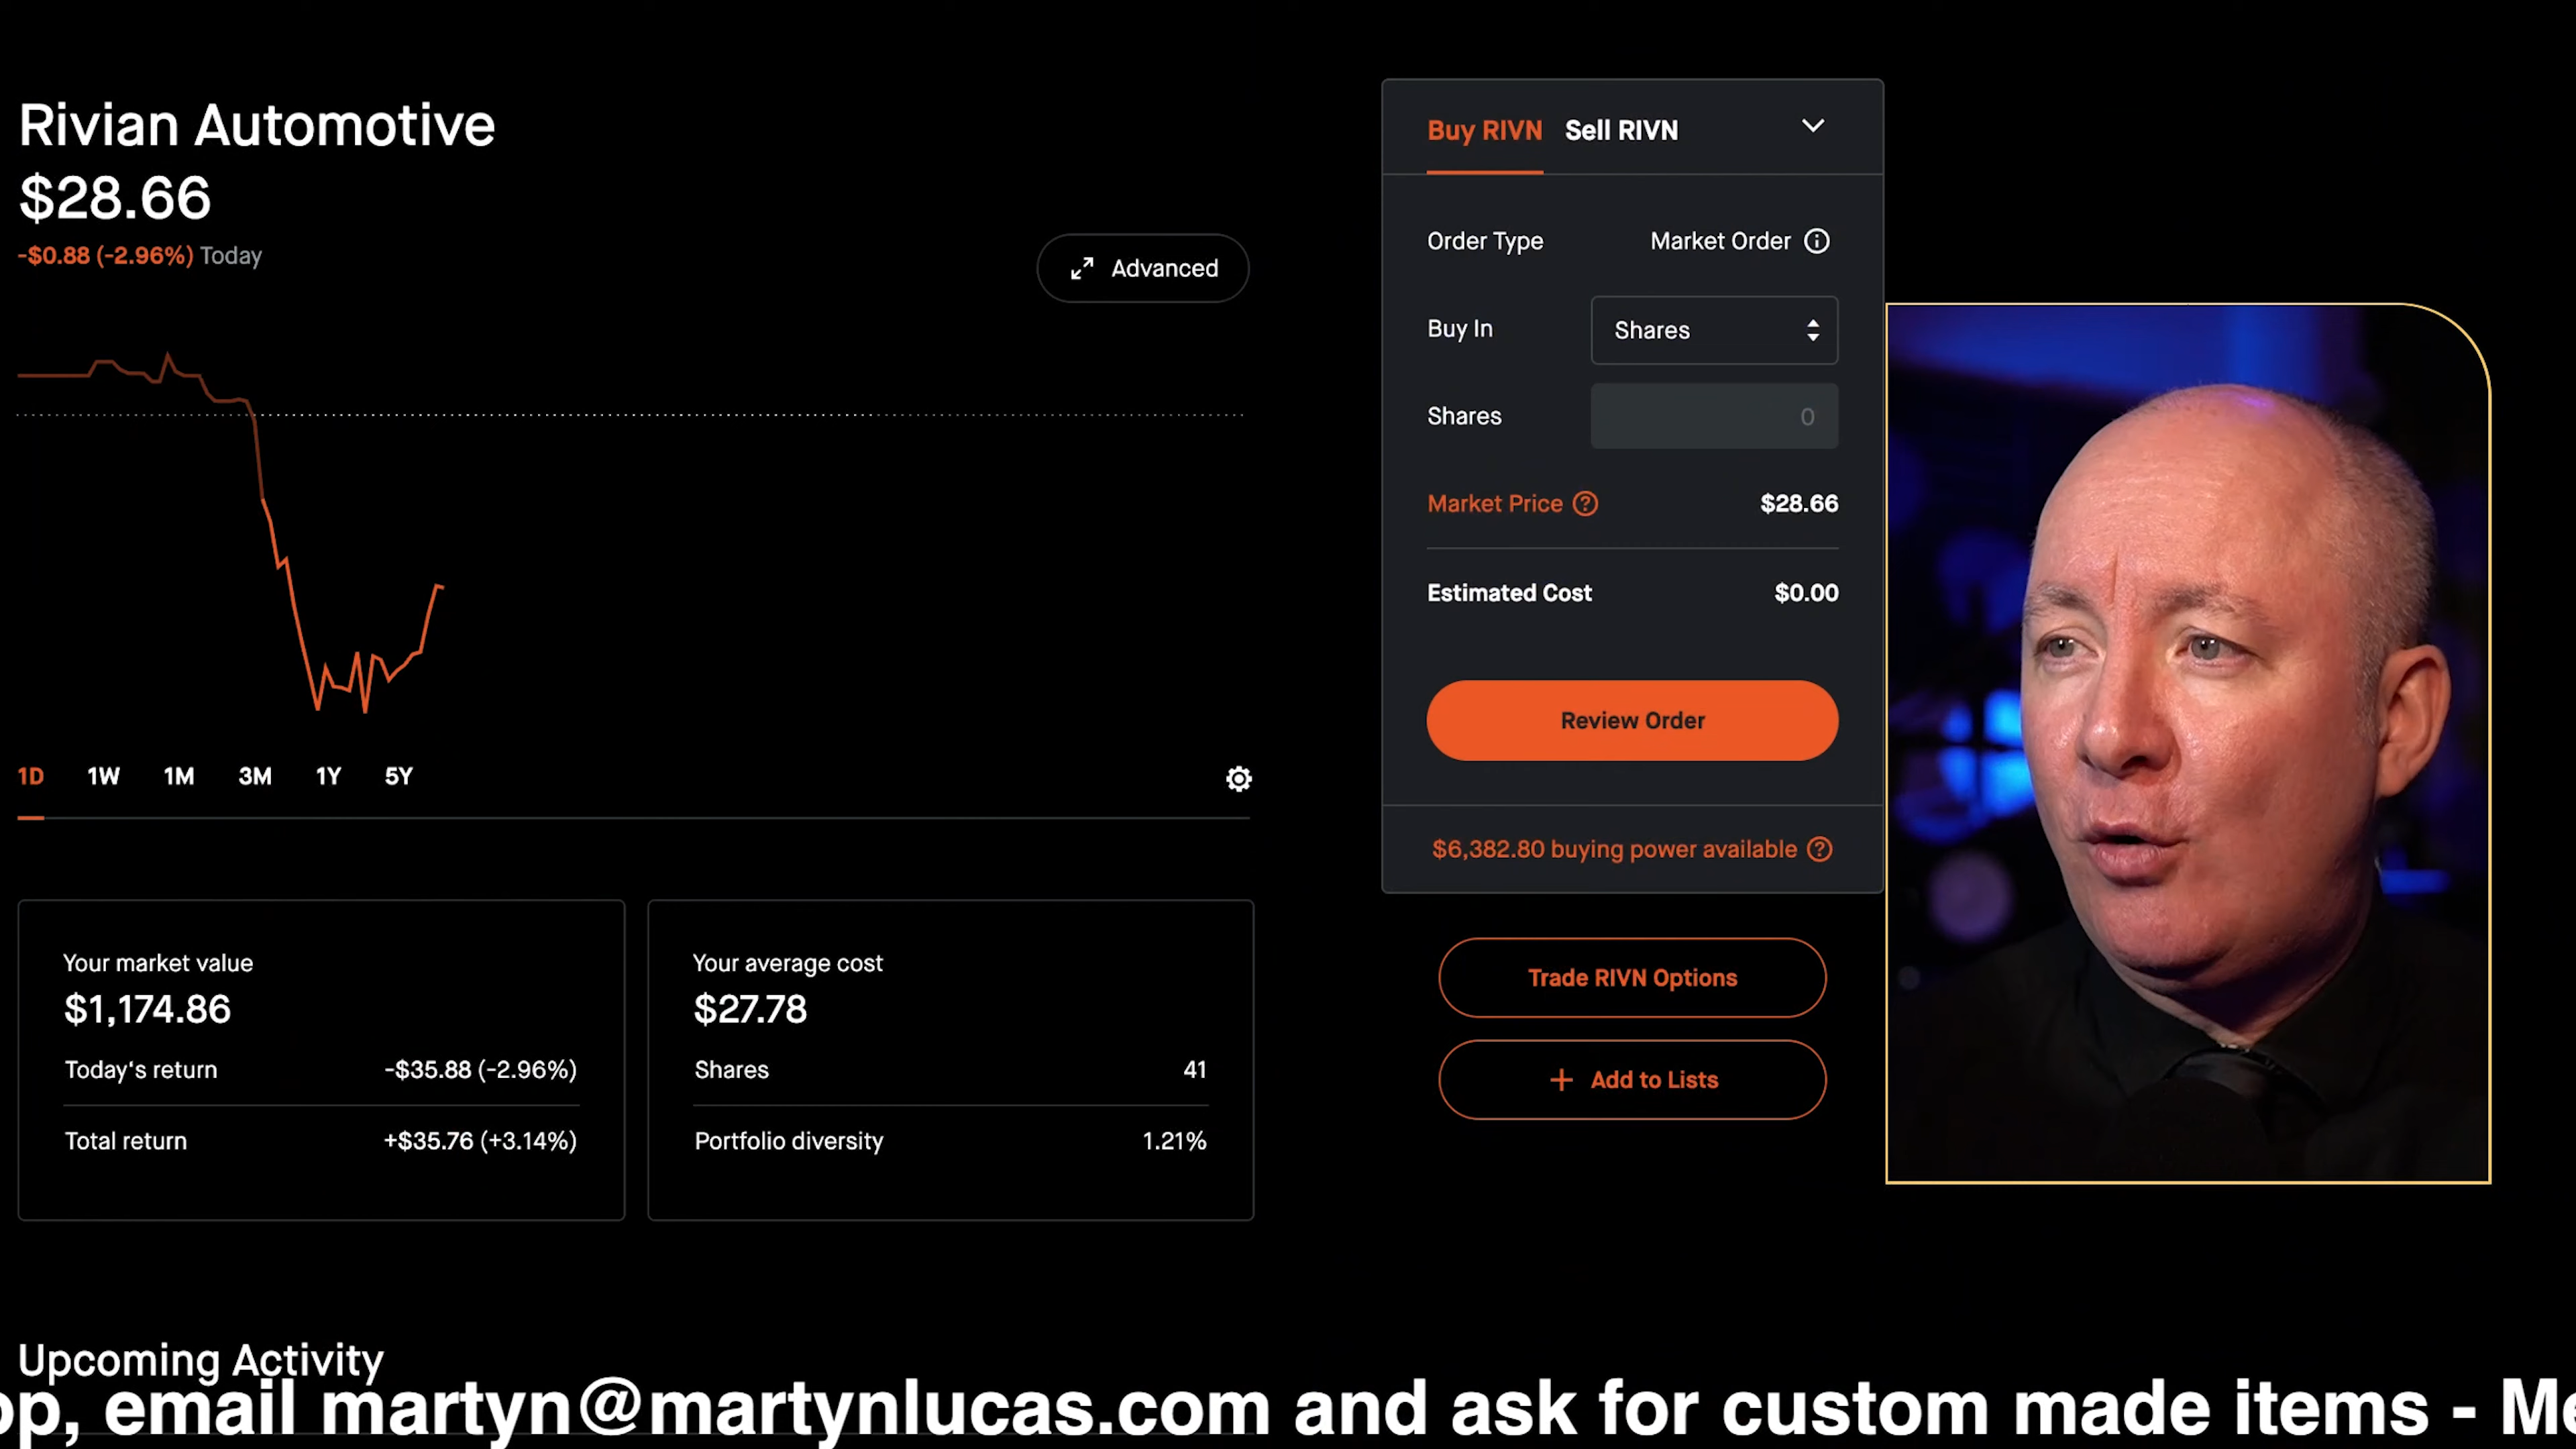 Rivian Automotive
$28.66
-$0.88 (-2.96%) Today
Advanced
1D 1W 1M 3M 1Y 5Y
Your market value
$1,174.86
Today's return -$35.88 (-2.96%)
Total return +$35.76 (+3.14%)
Your average cost
$27.78
Shares 41
Portfolio diversity 1.21%
Buy RIVN Sell RIVN
Order Type Market Order
Buy In Shares
Shares 0
Market Price $28.66
Estimated Cost $0.00
Review Order
$6,382.80 buying power available
Trade RIVN Options
+ Add to Lists
Upcoming Activity
op, email martyn@martynlucas.com and ask for custom made items - Me